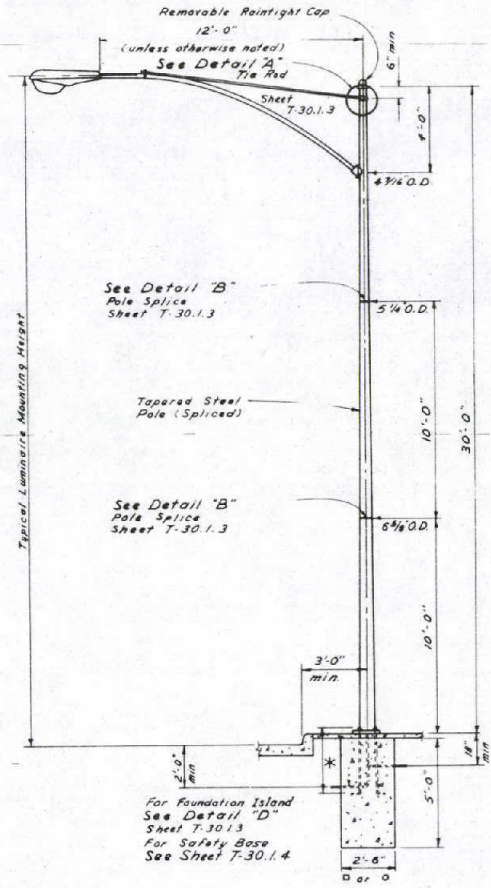 Removable Raintight Cap
12'-0"
(unless otherwise noted)
See Detail "A"
Tie Rod
Sheet
T-30.1.3
6" min
4'-0"
4 7/16" O.D.
See Detail "B"
Pole Splice
Sheet T-30.1.3
5 1/4" O.D.
Typical Luminaire Mounting Height
Tapered Steel
Pole (Spliced)
10'-0"
30'-0"
See Detail "B"
Pole Splice
Sheet T-30.1.3
6 5/8" O.D.
10'-0"
3'-0"
min.
2'-0"
min
*
18"
min
5'-0"
For Foundation Island
See Detail "D"
Sheet T-30.1.3
For Safety Base
See Sheet T-30.1.4
2'-6"
□ or ○